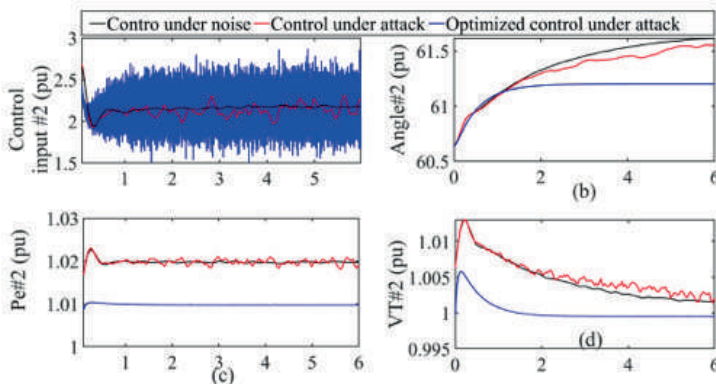 Contro under noise Control under attack Optimized control under attack
Control
input #2 (pu)
3
2.5
2
1.5
1 2 3 4 5
Angle#2 (pu)
61.5
61
60.5
0 2 4 6
(b)
Pe#2 (pu)
1.03
1.02
1.01
1
1 2 3 4 5 6
(c)
VT#2 (pu)
1.01
1.005
1
0.995
0 2 4 6
(d)